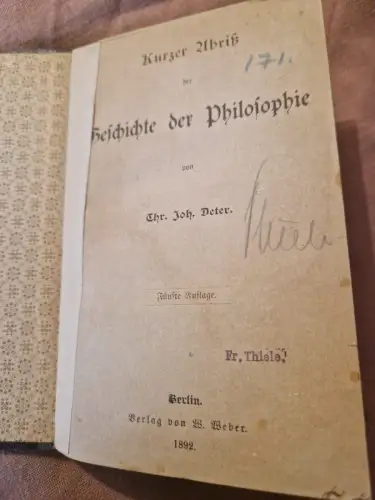 Kurzer Abriß
171.
der
Geschichte der Philosophie
von
Chr. Joh. Deter.
Fünfte Auflage.
Fr. Thiele.
Berlin.
Verlag von W. Weber.
1892.